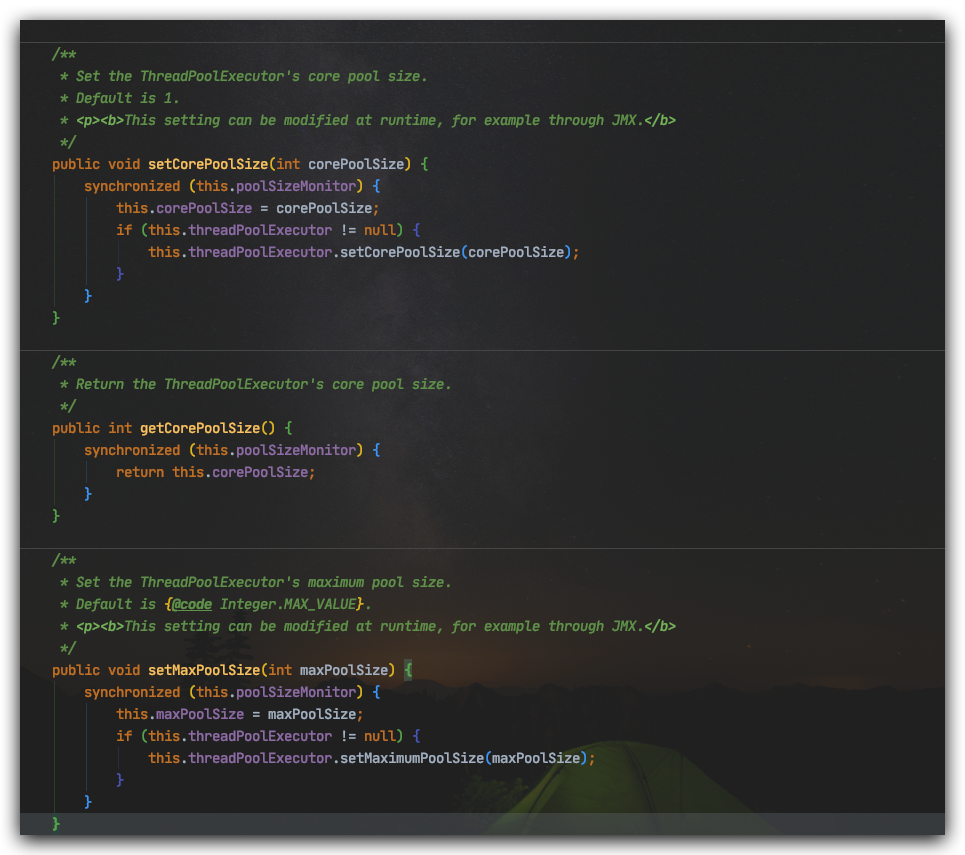 /**
 * Set the ThreadPoolExecutor's core pool size.
 * Default is 1.
 * <p><b>This setting can be modified at runtime, for example through JMX.</b>
 */
public void setCorePoolSize(int corePoolSize) {
    synchronized (this.poolSizeMonitor) {
        this.corePoolSize = corePoolSize;
        if (this.threadPoolExecutor != null) {
            this.threadPoolExecutor.setCorePoolSize(corePoolSize);
        }
    }
}
/**
 * Return the ThreadPoolExecutor's core pool size.
 */
public int getCorePoolSize() {
    synchronized (this.poolSizeMonitor) {
        return this.corePoolSize;
    }
}
/**
 * Set the ThreadPoolExecutor's maximum pool size.
 * Default is {@code Integer.MAX_VALUE}.
 * <p><b>This setting can be modified at runtime, for example through JMX.</b>
 */
public void setMaxPoolSize(int maxPoolSize) {
    synchronized (this.poolSizeMonitor) {
        this.maxPoolSize = maxPoolSize;
        if (this.threadPoolExecutor != null) {
            this.threadPoolExecutor.setMaximumPoolSize(maxPoolSize);
        }
    }
}